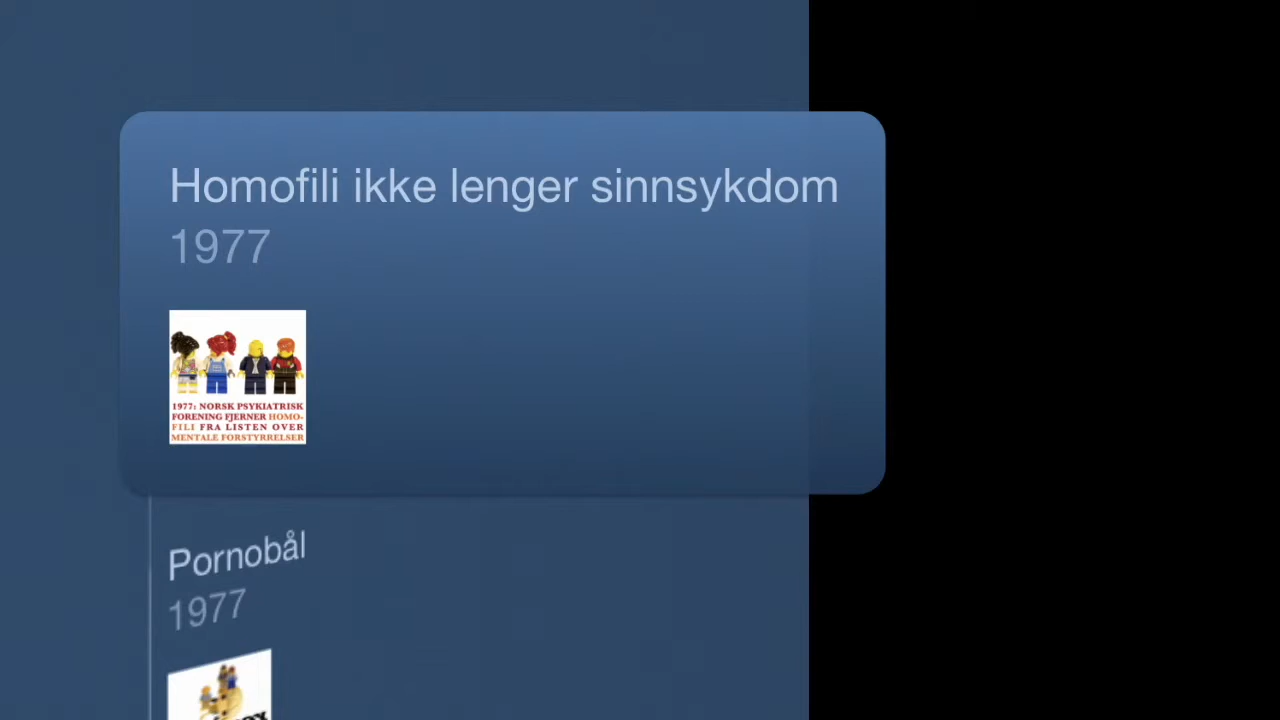 Homofili ikke lenger sinnsykdom
1977
1977: NORSK PSYKIATRISK
FORENING FJERNER HOMO-
FILI FRA LISTEN OVER
MENTALE FORSTYRRELSER
Pornobål
1977